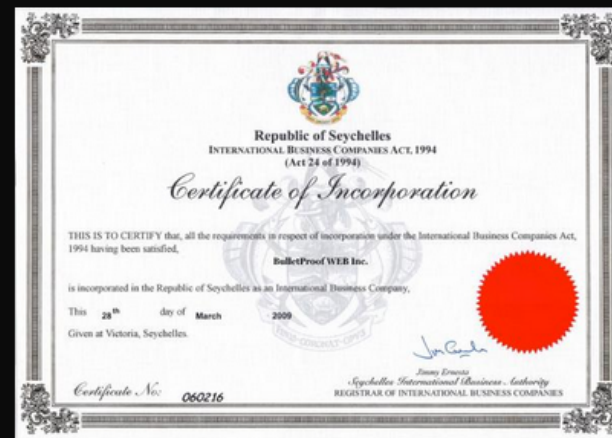 Republic of Seychelles
INTERNATIONAL BUSINESS COMPANIES ACT, 1994
(Act 24 of 1994)
Certificate of Incorporation
THIS IS TO CERTIFY that, all the requirements in respect of incorporation under the International Business Companies Act,
1994 having been satisfied,
BulletProof WEB Inc.
is incorporated in the Republic of Seychelles as an International Business Company,
This 28th day of March 2009
Given at Victoria, Seychelles.
FINIS CORONAT OPUS
Jimmy Ernesta
Seychelles International Business Authority
REGISTRAR OF INTERNATIONAL BUSINESS COMPANIES
Certificate No: 060216